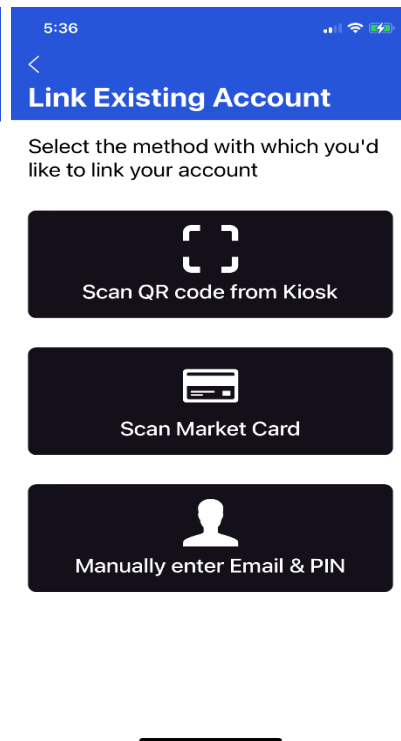 5:36
Link Existing Account
Select the method with which you'd
like to link your account
Scan QR code from Kiosk
Scan Market Card
Manually enter Email & PIN